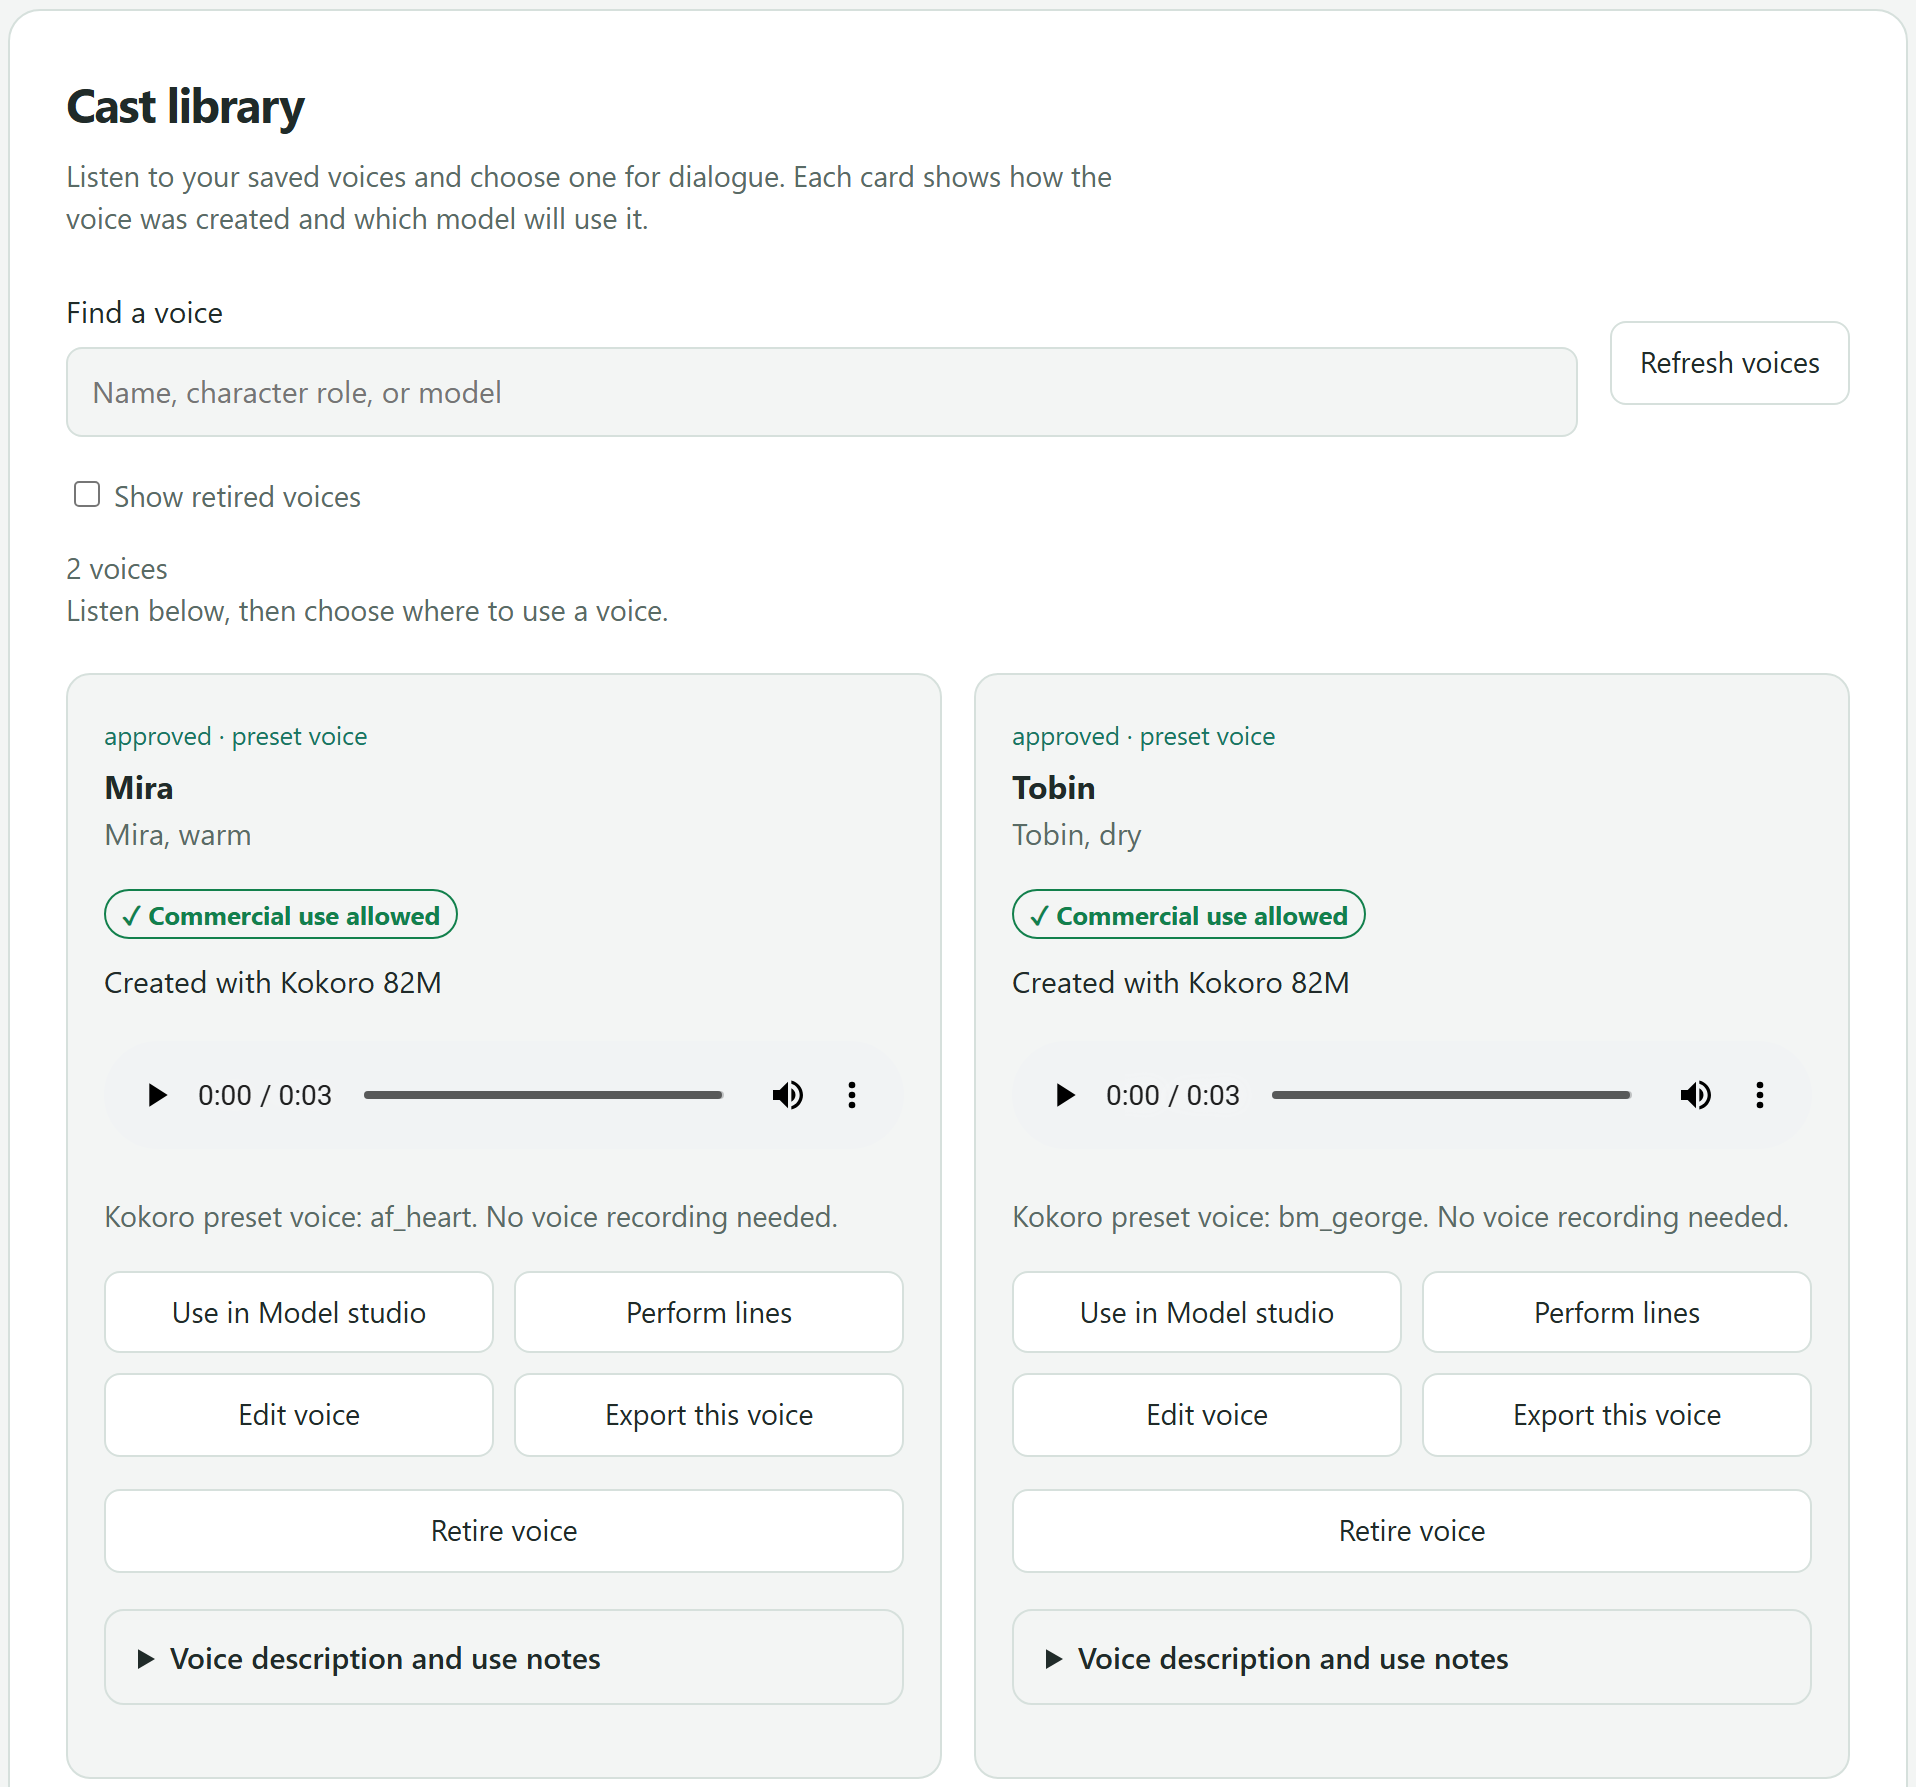 Cast library
Listen to your saved voices and choose one for dialogue. Each card shows how the
voice was created and which model will use it.
Find a voice
Name, character role, or model
Refresh voices
Show retired voices
2 voices
Listen below, then choose where to use a voice.
approved · preset voice
Mira
Mira, warm
✓ Commercial use allowed
Created with Kokoro 82M
0:00 / 0:03
Kokoro preset voice: af_heart. No voice recording needed.
Use in Model studio
Perform lines
Edit voice
Export this voice
Retire voice
Voice description and use notes
approved · preset voice
Tobin
Tobin, dry
✓ Commercial use allowed
Created with Kokoro 82M
0:00 / 0:03
Kokoro preset voice: bm_george. No voice recording needed.
Use in Model studio
Perform lines
Edit voice
Export this voice
Retire voice
Voice description and use notes